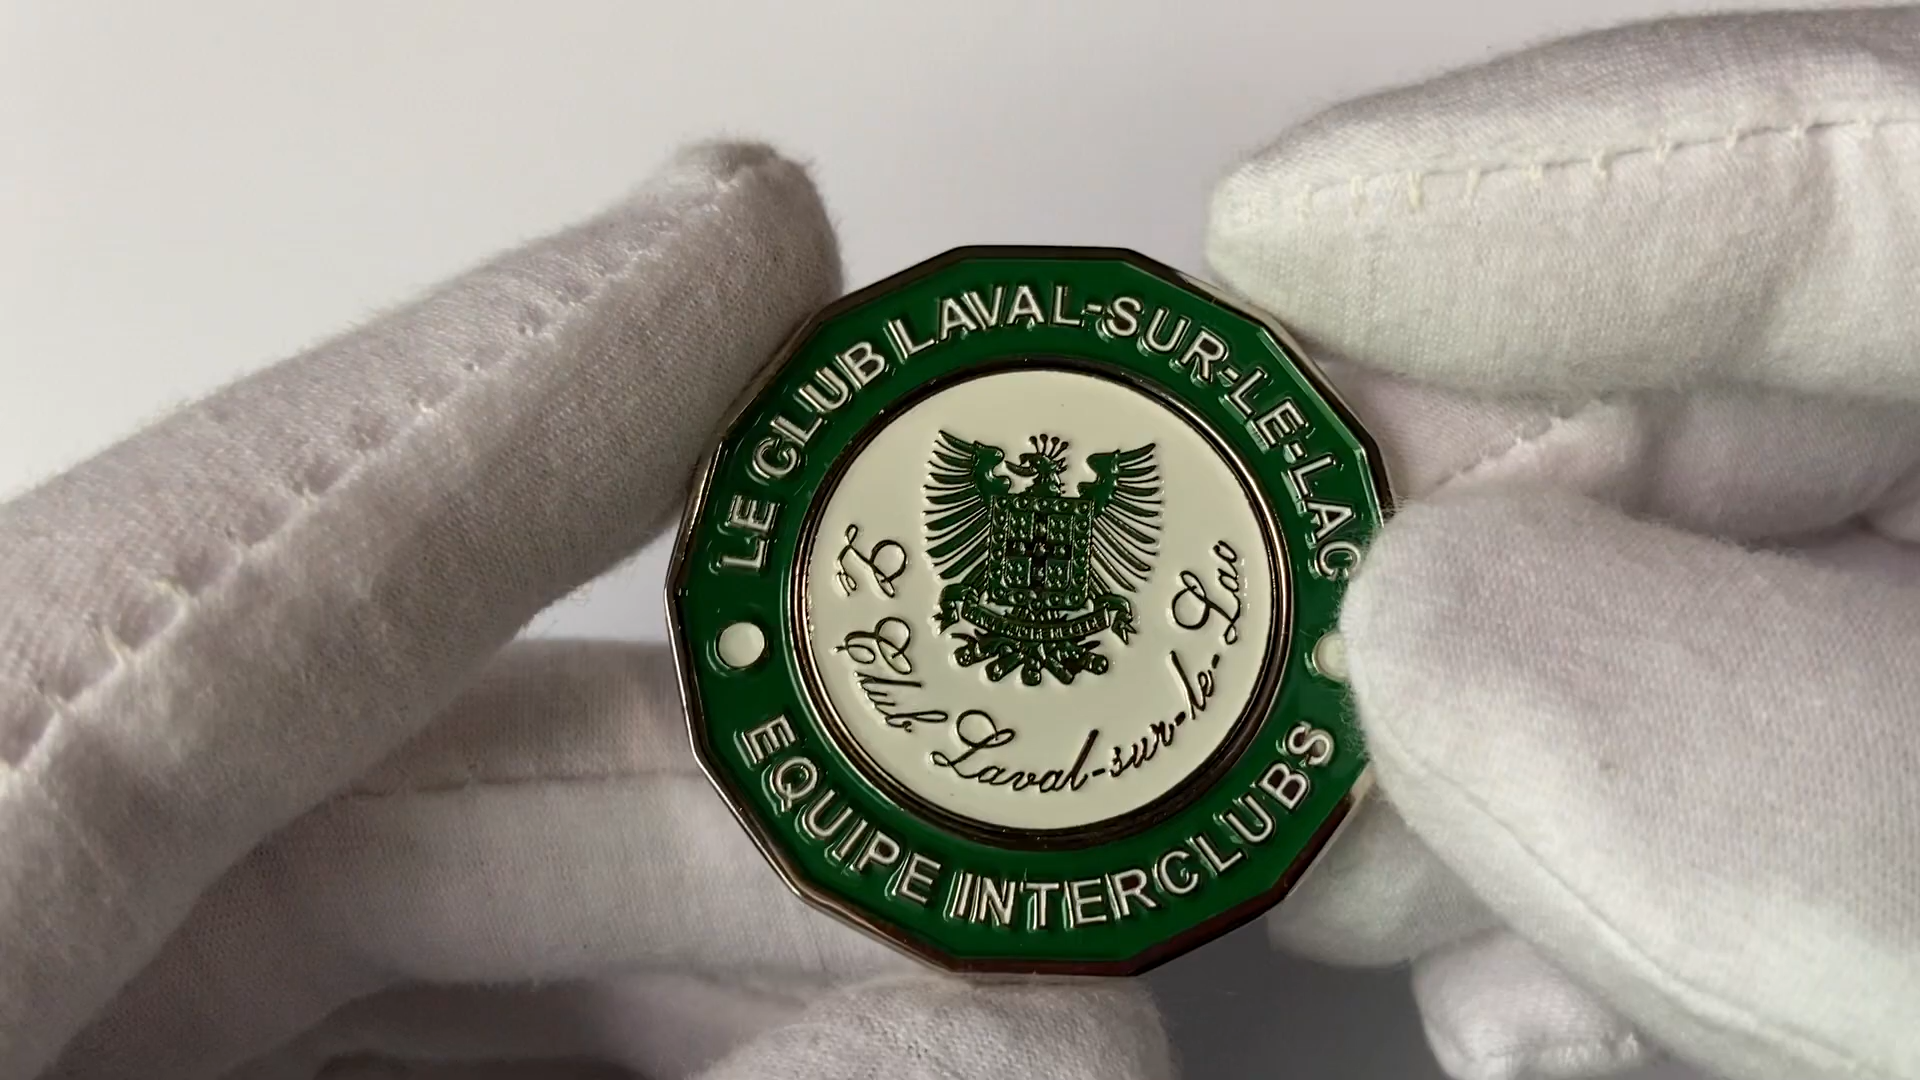 LE CLUB LAVAL-SUR-LE-LAC
Le Club Laval-sur-le-Lac
EQUIPE INTERCLUBS